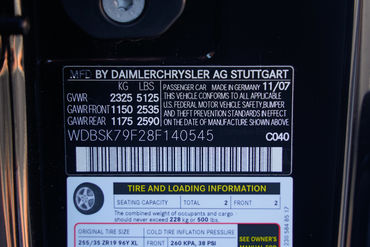 MFD BY DAIMLERCHRYSLER AG STUTTGART
KG LBS
GVWR 2325 5125
GAWR FRONT 1150 2535
GAWR REAR 1175 2590
PASSENGER CAR MADE IN GERMANY 11/07
THIS VEHICLE CONFORMS TO ALL APPLICABLE
U.S. FEDERAL MOTOR VEHICLE SAFETY, BUMPER
AND THEFT PREVENTION STANDARDS IN EFFECT
ON THE DATE OF MANUFACTURE SHOWN ABOVE
WDBSK79F28F140545 C040
TIRE AND LOADING INFORMATION
SEATING CAPACITY TOTAL 2 FRONT 2
The combined weight of occupants and cargo
should never exceed 228 kg or 500 lbs.
ORIGINAL TIRE SIZE COLD TIRE INFLATION PRESSURE
255/35 ZR19 96Y XL FRONT 260 KPA, 38 PSI
SEE OWNER'S